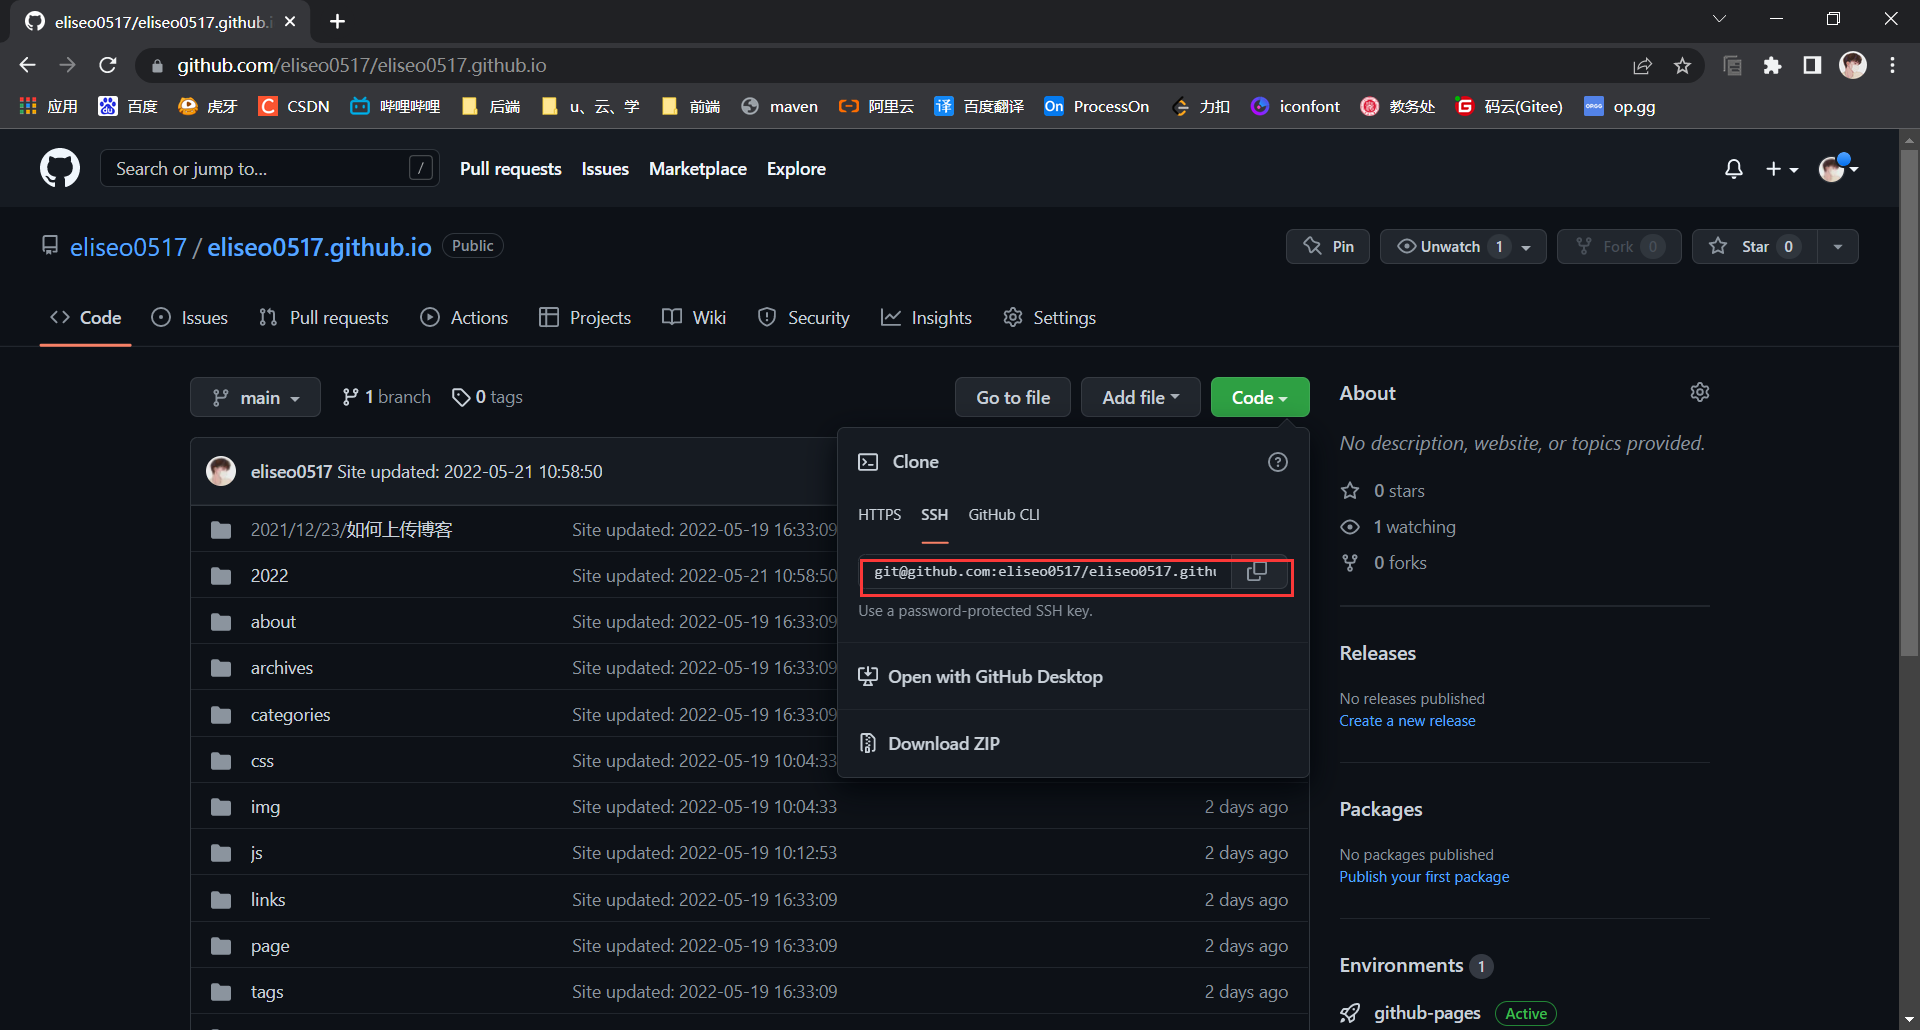 eliseo0517/eliseo0517.github.i
github.com/eliseo0517/eliseo0517.github.io
应用 百度 虎牙 CSDN 哔哩哔哩 后端 u、云、学 前端 maven 阿里云 百度翻译 ProcessOn 力扣 iconfont 教务处 码云(Gitee) op.gg
Search or jump to... / Pull requests Issues Marketplace Explore
eliseo0517 / eliseo0517.github.io Public Pin Unwatch 1 Fork 0 Star 0
Code Issues Pull requests Actions Projects Wiki Security Insights Settings
main 1 branch 0 tags Go to file Add file Code
eliseo0517 Site updated: 2022-05-21 10:58:50
2021/12/23/如何上传博客 Site updated: 2022-05-19 16:33:09
2022 Site updated: 2022-05-21 10:58:50
about Site updated: 2022-05-19 16:33:09
archives Site updated: 2022-05-19 16:33:09
categories Site updated: 2022-05-19 16:33:09
css Site updated: 2022-05-19 10:04:33
img Site updated: 2022-05-19 10:04:33 2 days ago
js Site updated: 2022-05-19 10:12:53 2 days ago
links Site updated: 2022-05-19 16:33:09 2 days ago
page Site updated: 2022-05-19 16:33:09 2 days ago
tags Site updated: 2022-05-19 16:33:09 2 days ago
Clone
HTTPS SSH GitHub CLI
git@github.com:eliseo0517/eliseo0517.githu
Use a password-protected SSH key.
Open with GitHub Desktop
Download ZIP
About
No description, website, or topics provided.
0 stars
1 watching
0 forks
Releases
No releases published
Create a new release
Packages
No packages published
Publish your first package
Environments 1
github-pages Active